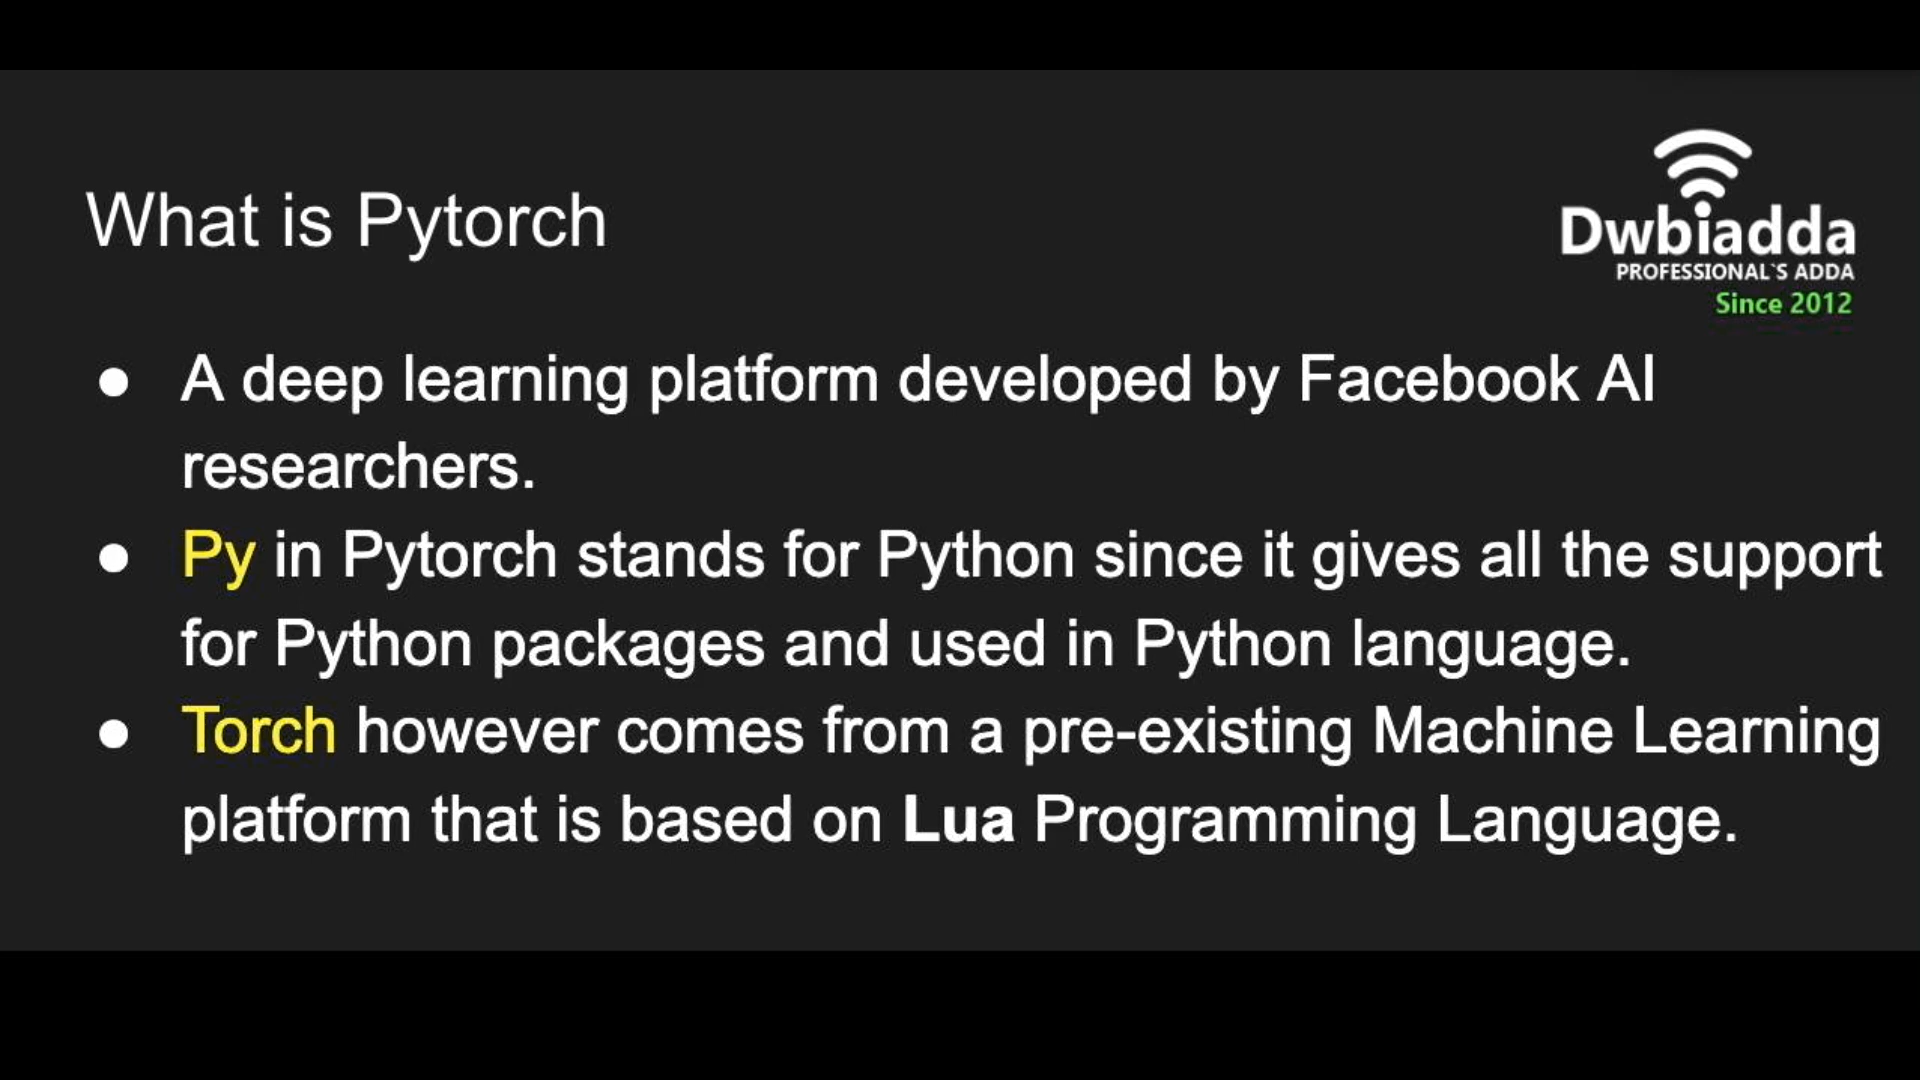 What is Pytorch
Dwbiadda
PROFESSIONAL`S ADDA
Since 2012
● A deep learning platform developed by Facebook AI
researchers.
● Py in Pytorch stands for Python since it gives all the support
for Python packages and used in Python language.
● Torch however comes from a pre-existing Machine Learning
platform that is based on Lua Programming Language.